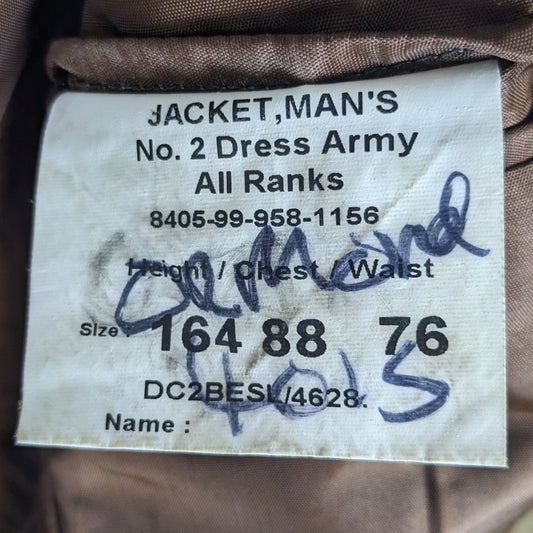 JACKET,MAN'S
No. 2 Dress Army
All Ranks
8405-99-958-1156
Height / Chest / Waist
Size : 164 88 76
DC2BESL/4628.
4015
Name :